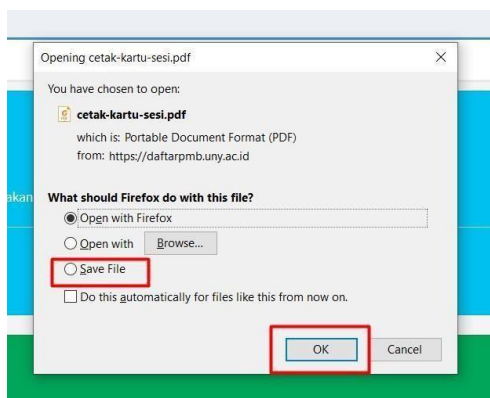 Opening cetak-kartu-sesi.pdf
You have chosen to open:
cetak-kartu-sesi.pdf
which is: Portable Document Format (PDF)
from: https://daftarpmb.uny.ac.id
akan
What should Firefox do with this file?
Open with Firefox
Open with Browse...
Save File
Do this automatically for files like this from now on.
OK Cancel